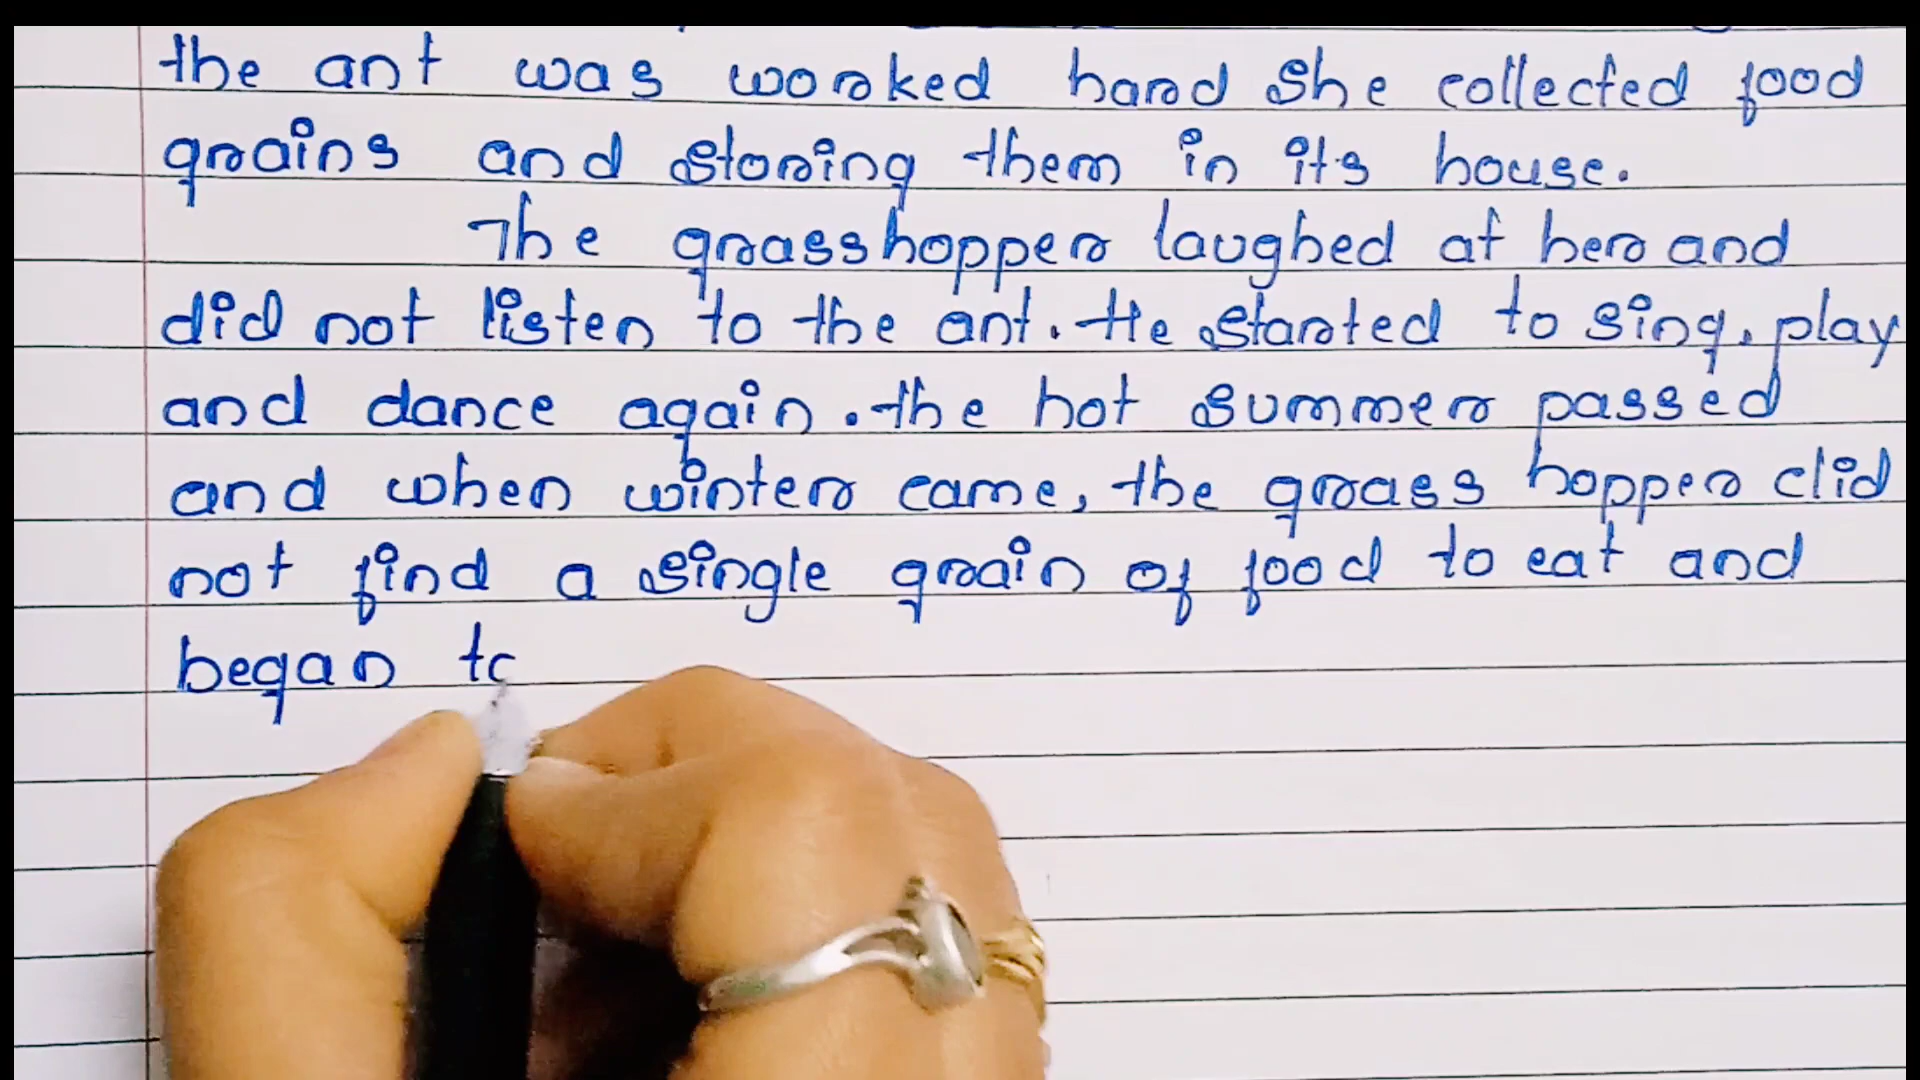 the ant was worked hard She collected food
grains and storing them in its house.
The grasshopper laughed at her and
did not listen to the ant. He started to sing, play
and dance again. the hot summer passed
and when winter came, the grass hopper did
not find a single grain of food to eat and
began to